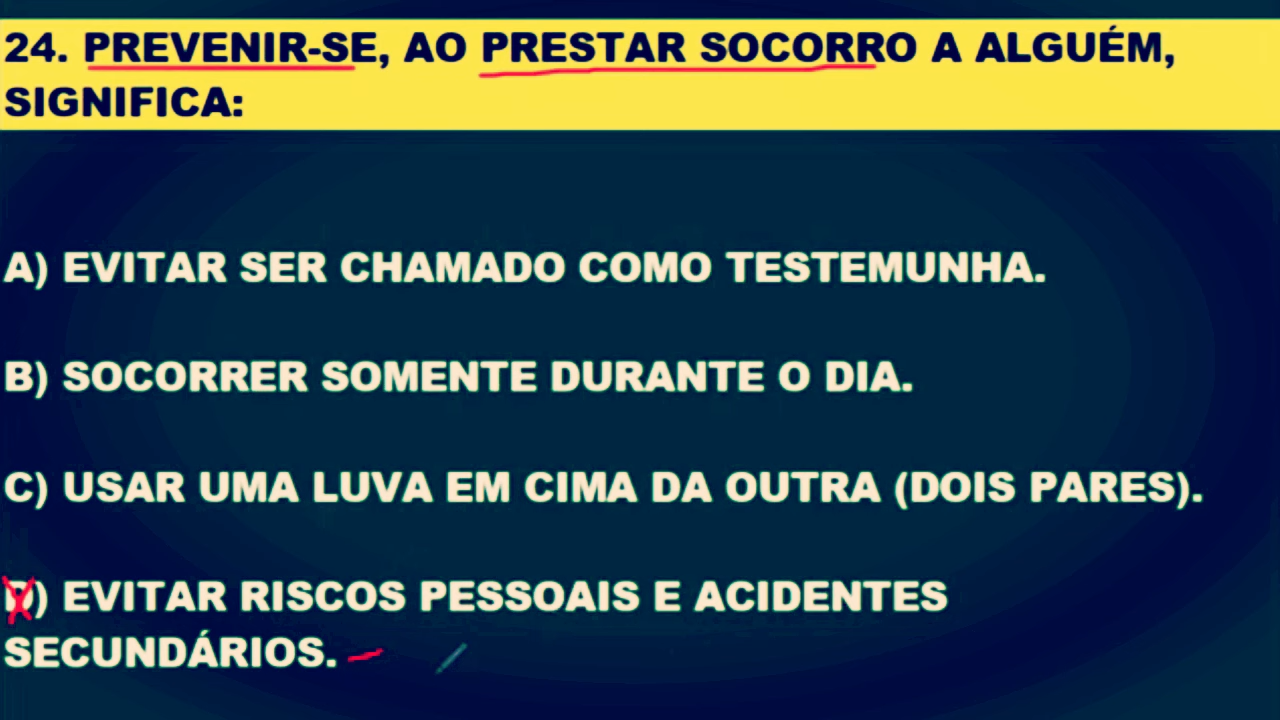 24. PREVENIR-SE, AO PRESTAR SOCORRO A ALGUÉM,
SIGNIFICA:
A) EVITAR SER CHAMADO COMO TESTEMUNHA.
B) SOCORRER SOMENTE DURANTE O DIA.
C) USAR UMA LUVA EM CIMA DA OUTRA (DOIS PARES).
D) EVITAR RISCOS PESSOAIS E ACIDENTES
SECUNDÁRIOS.